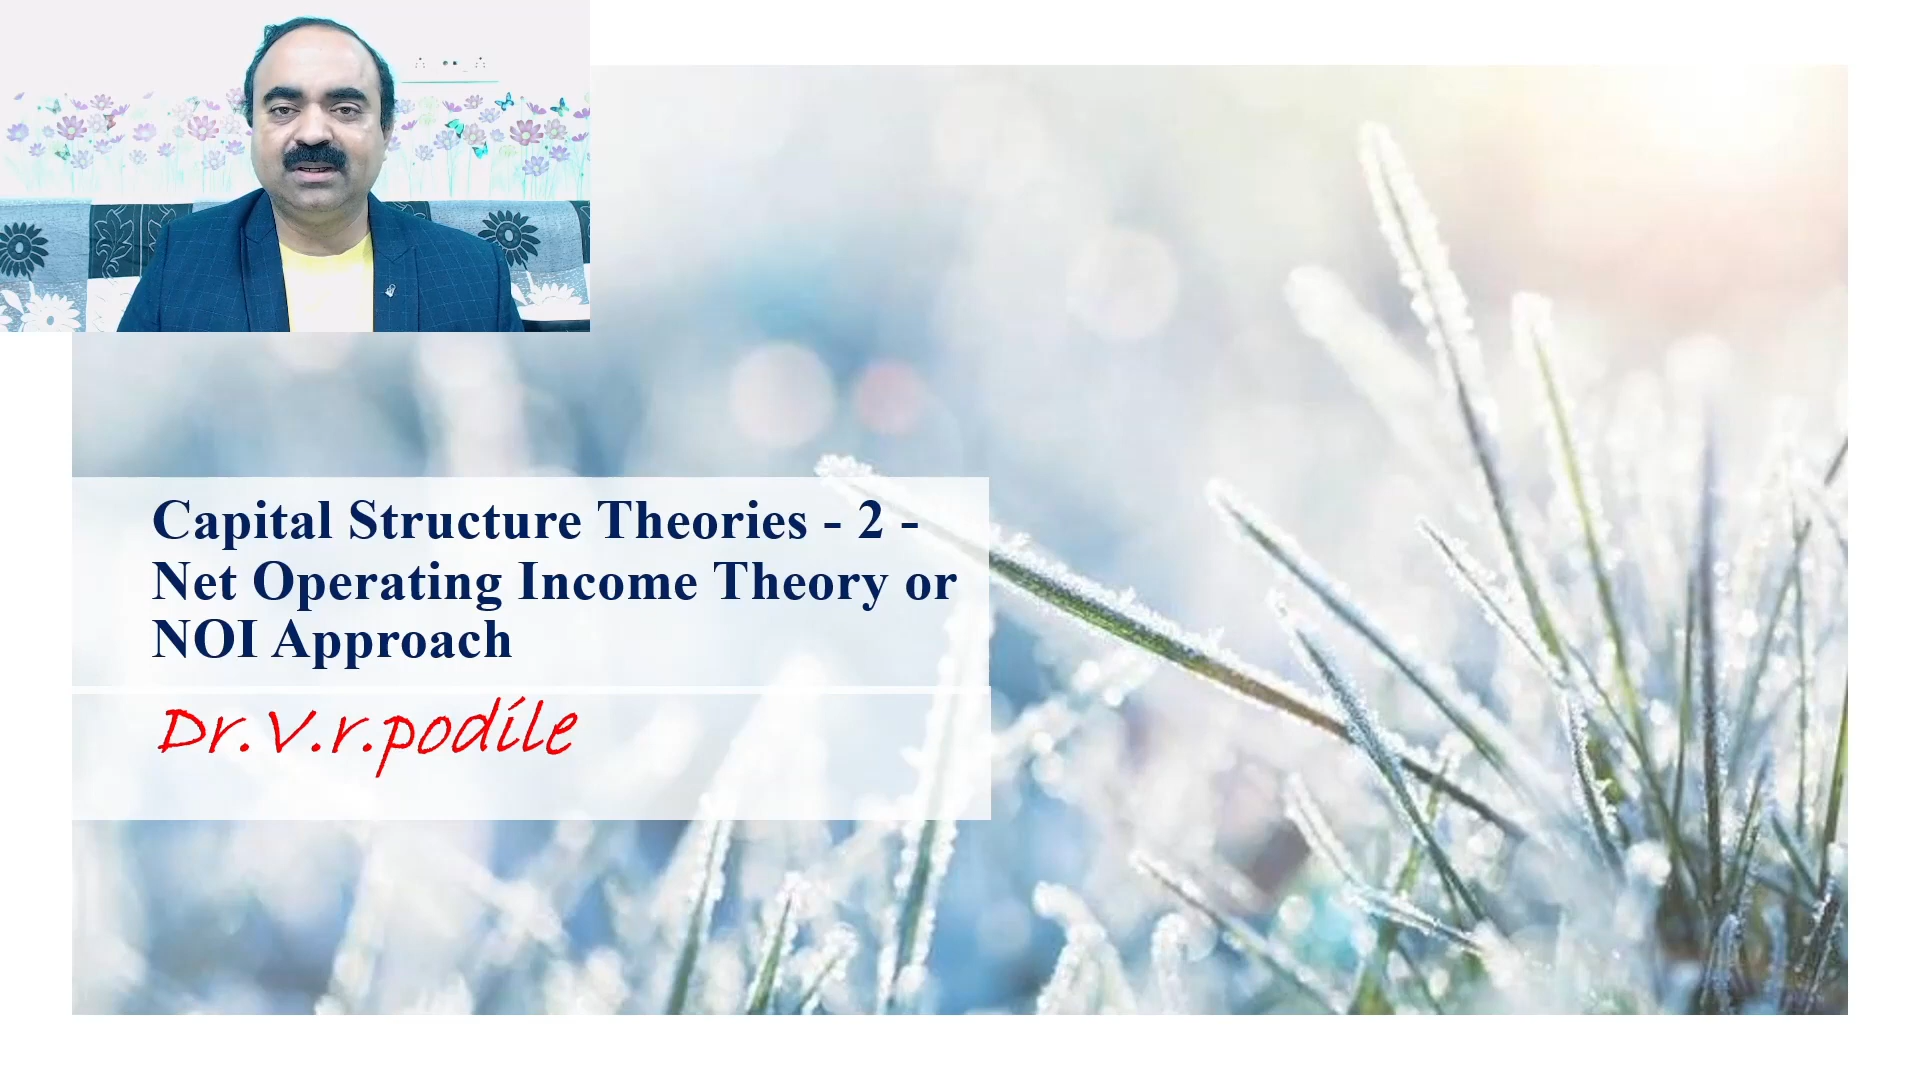 Capital Structure Theories - 2 -
Net Operating Income Theory or
NOI Approach
Dr.V.r.podile